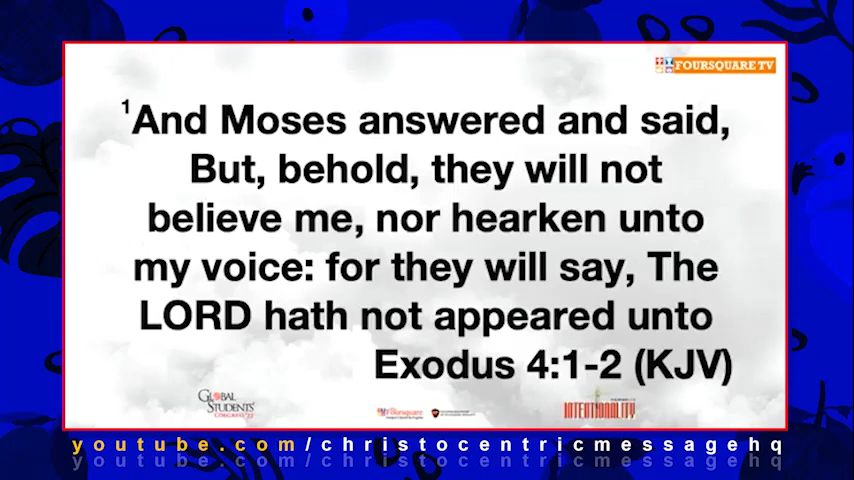 FOURSQUARE TV
1And Moses answered and said,
But, behold, they will not
believe me, nor hearken unto
my voice: for they will say, The
LORD hath not appeared unto
Exodus 4:1-2 (KJV)
GLOBAL
STUDENTS'
INTENTIONALITY
youtube.com/christocentricmessagehq
youtube.com/christocentricmessagehq